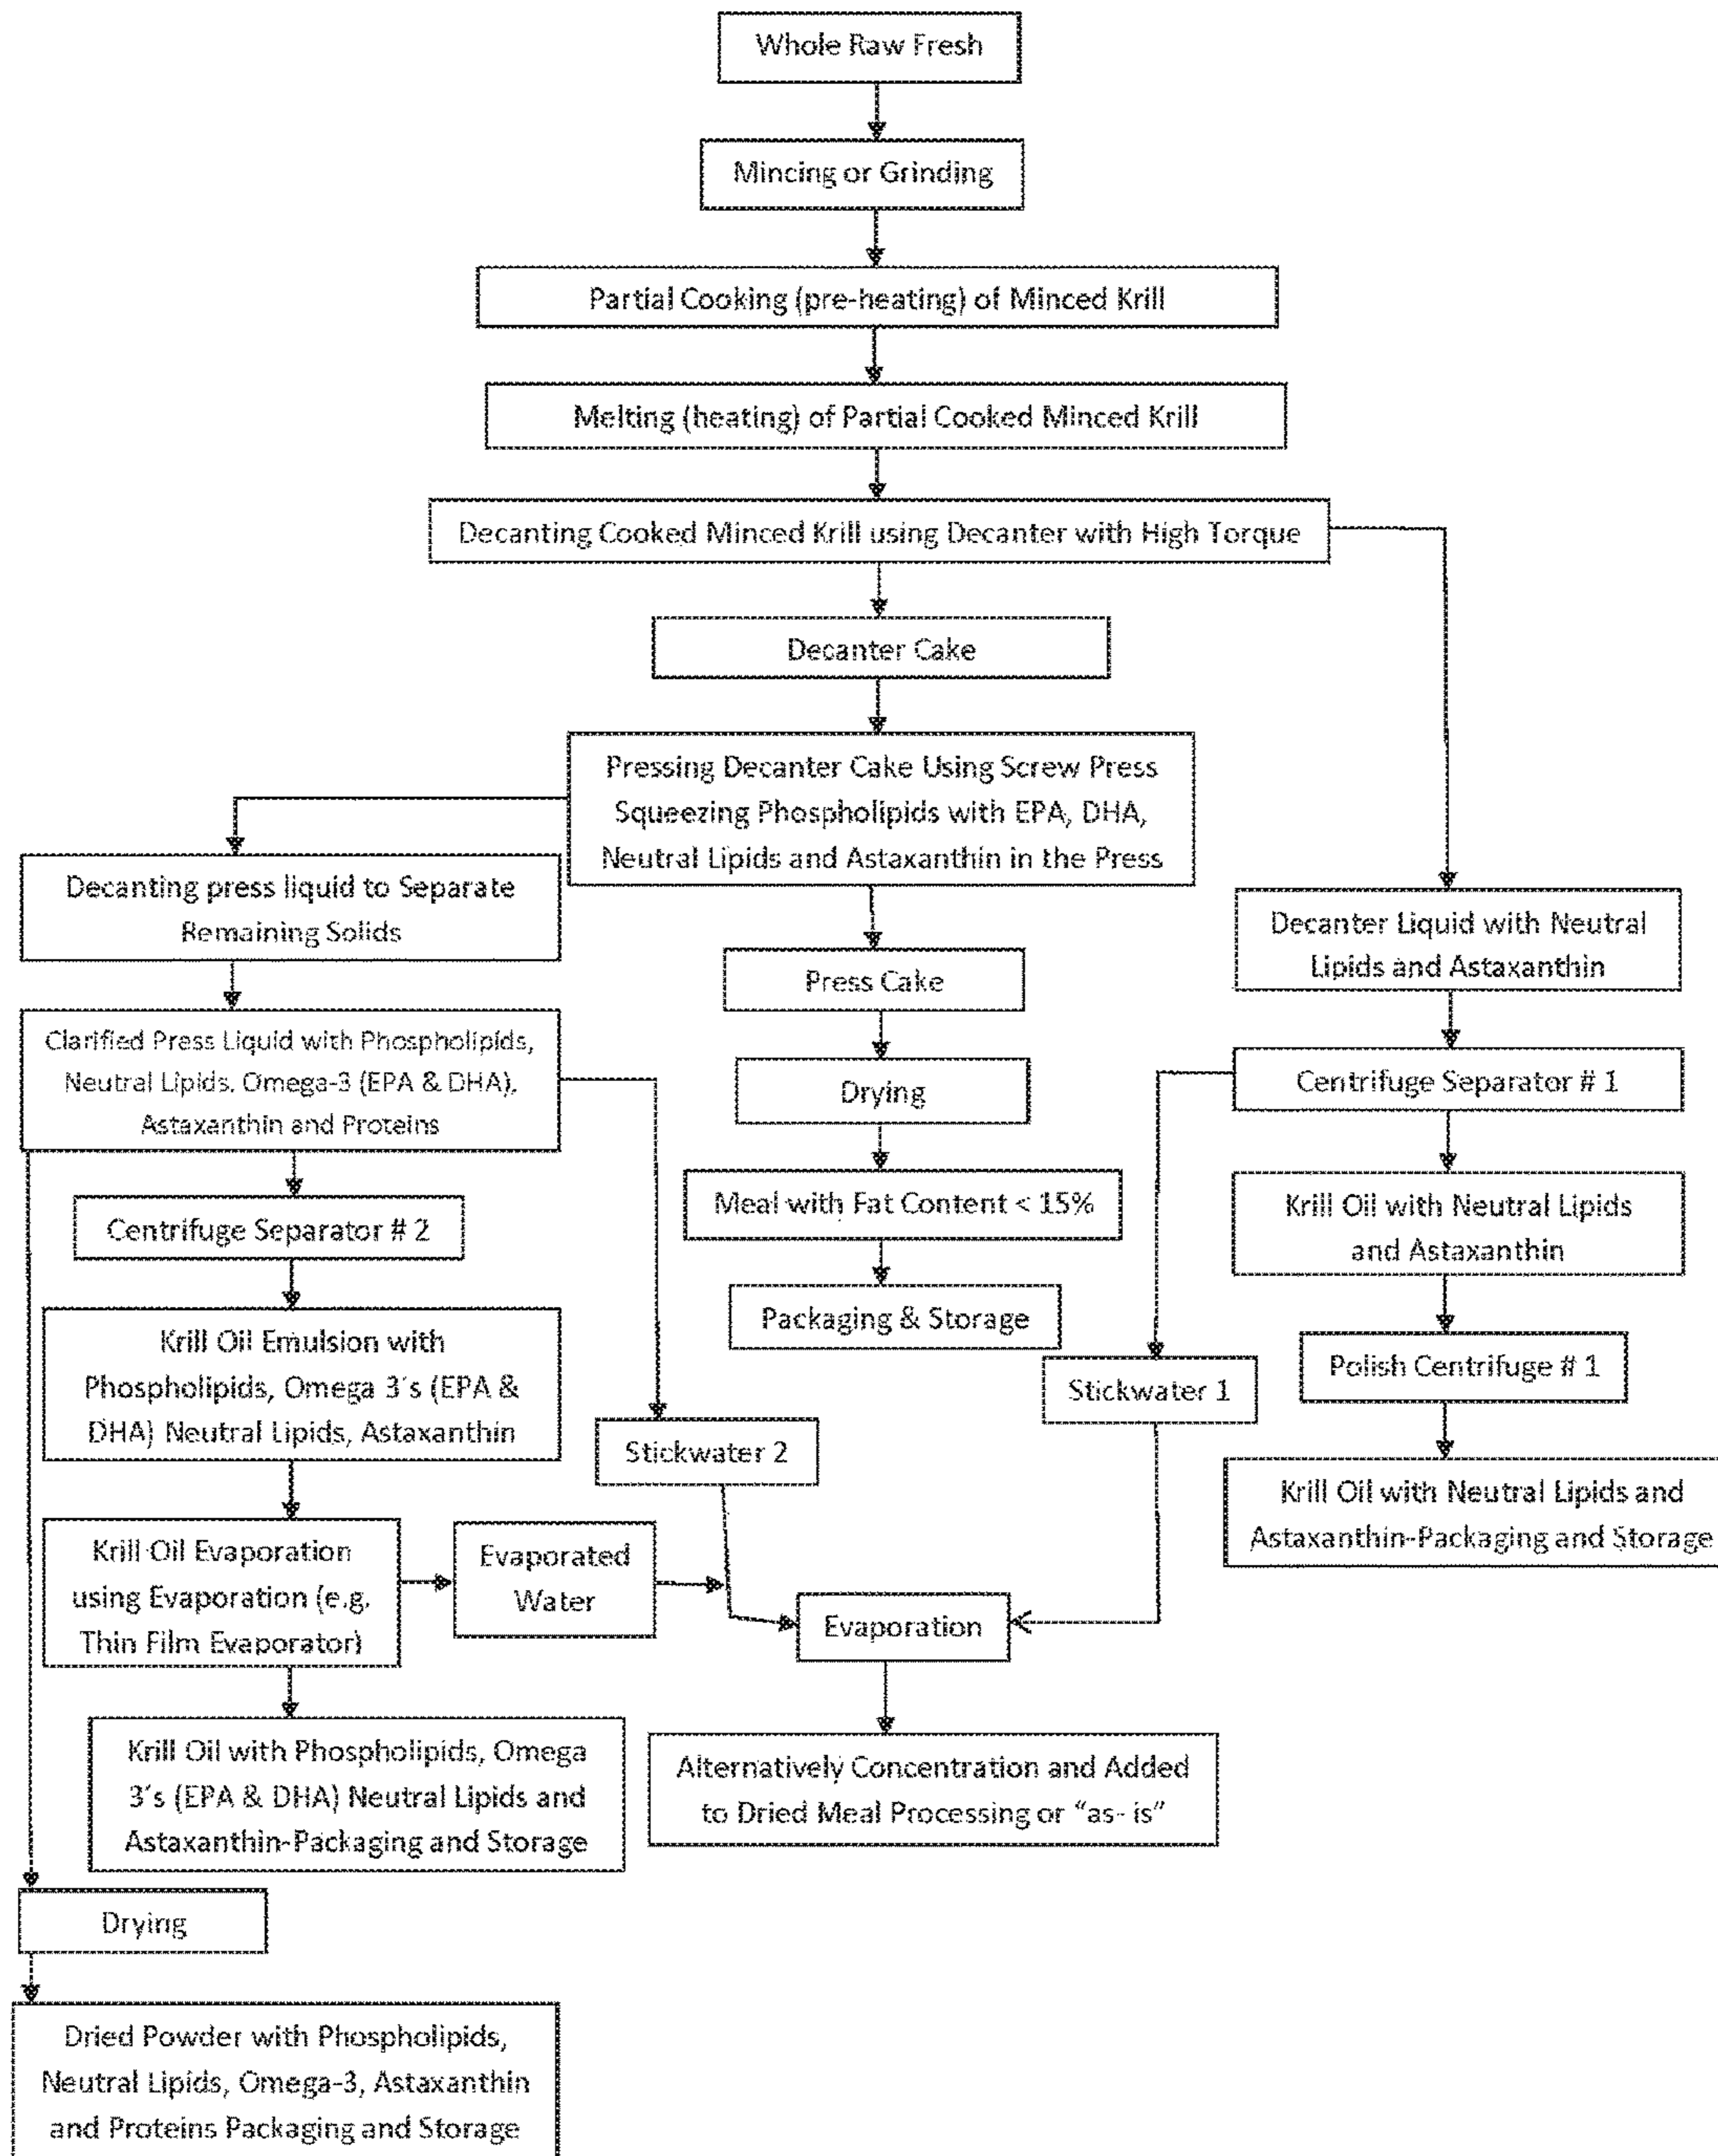 Whole Raw Fresh
Mincing or Grinding
Partial Cooking (pre-heating) of Minced Krill
Melting (heating) of Partial Cooked Minced Krill
Decanting Cooked Minced Krill using Decanter with High Torque
Decanter Cake
Pressing Decanter Cake Using Screw Press
Squeezing Phospholipids with EPA, DHA,
Neutral Lipids and Astaxanthin in the Press
Decanting press liquid to Separate
Remaining Solids
Decanter Liquid with Neutral
Lipids and Astaxanthin
Press Cake
Clarified Press Liquid with Phospholipids,
Neutral Lipids. Omega-3 (EPA & DHA).
Astaxanthin and Proteins
Drying
Centrifuge Separator # 1
Meal with Fat Content < 15%
Krill Oil with Neutral Lipids
and Astaxanthin
Centrifuge Separator # 2
Packaging & Storage
Krill Oil Emulsion with
Phospholipids, Omega 3's (EPA &
DHA) Neutral Lipids, Astaxanthin
Polish Centrifuge # 1
Stickwater 1
Stickwater 2
Krill Oil with Neutral Lipids and
Astaxanthin-Packaging and Storage
Krill Oil Evaporation
using Evaporation (e.g.
Thin Film Evaporator)
Evaporated
Water
Evaporation
Krill Oil with Phospholipids, Omega
3's (EPA & DHA) Neutral Lipids and
Astaxanthin-Packaging and Storage
Alternatively Concentration and Added
to Dried Meal Processing or "as- is"
Drying
Dried Powder with Phospholipids,
Neutral Lipids, Omega-3, Astaxanthin
and Proteins Packaging and Storage